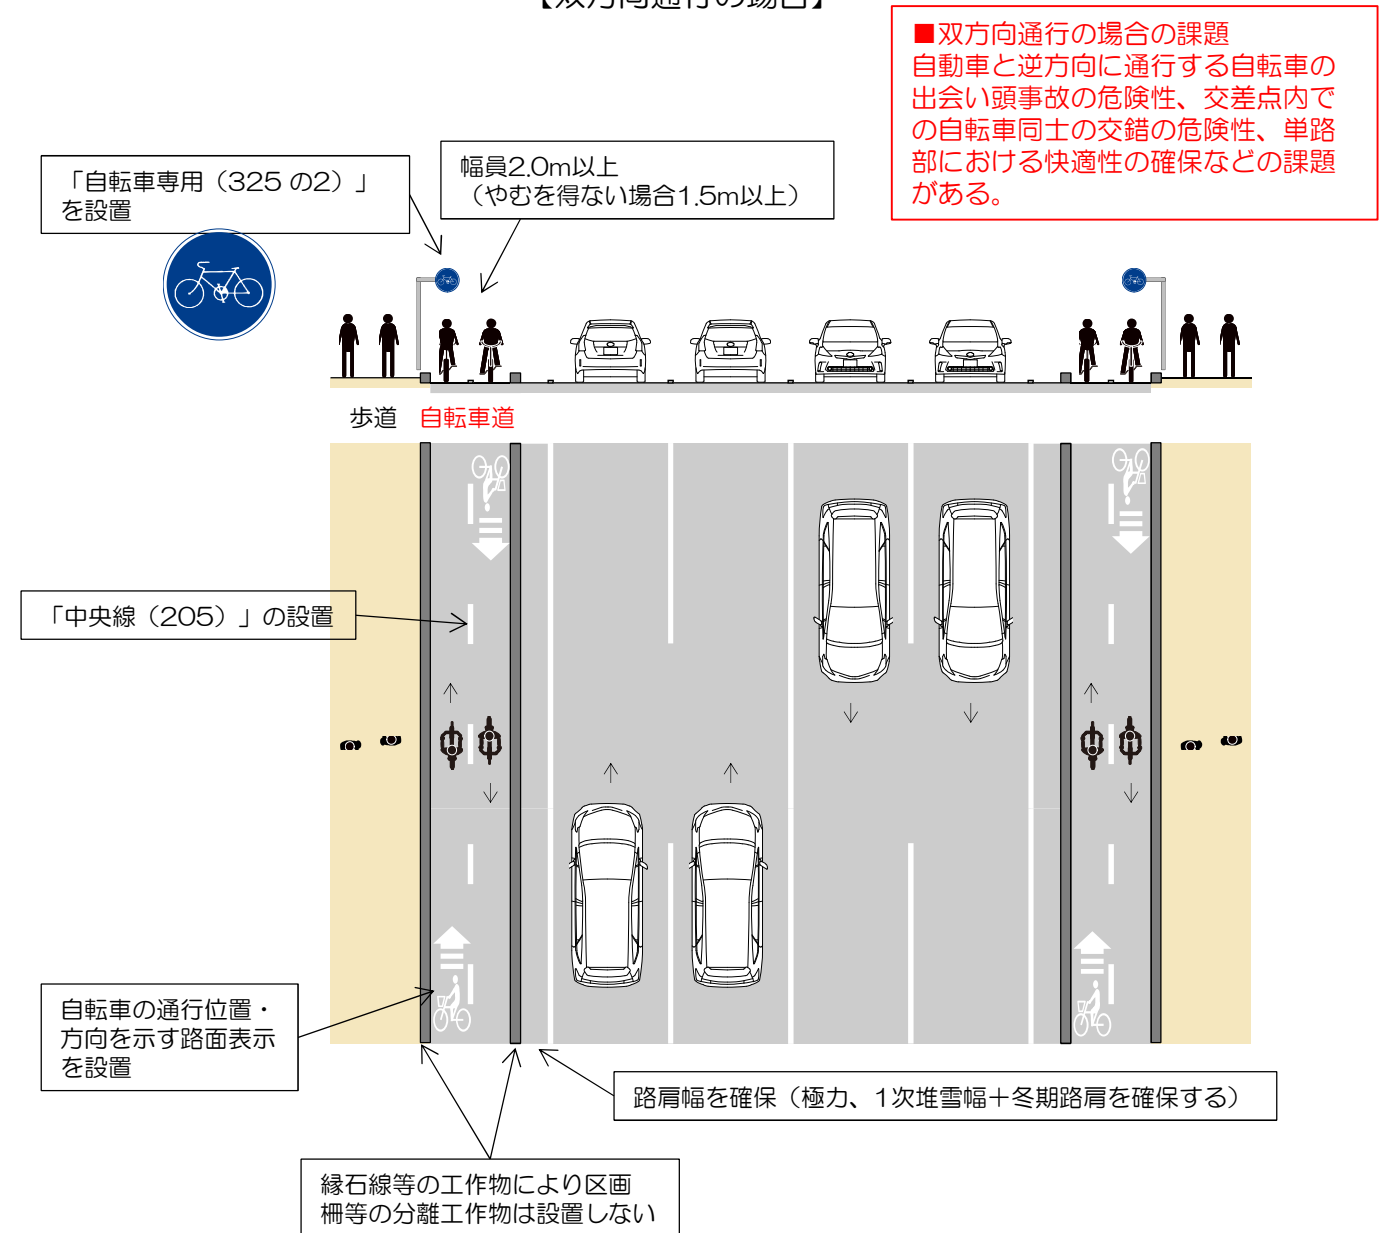 【双方向通行の場合】
■双方向通行の場合の課題
自動車と逆方向に通行する自転車の
出会い頭事故の危険性、交差点内で
の自転車同士の交錯の危険性、単路
部における快適性の確保などの課題
がある。
「自転車専用（325 の2）」
を設置
幅員2.0m以上
（やむを得ない場合1.5m以上）
歩道
自転車道
「中央線（205）」の設置
自転車の通行位置・
方向を示す路面表示
を設置
路肩幅を確保（極力、1次堆雪幅＋冬期路肩を確保する）
縁石線等の工作物により区画
柵等の分離工作物は設置しない